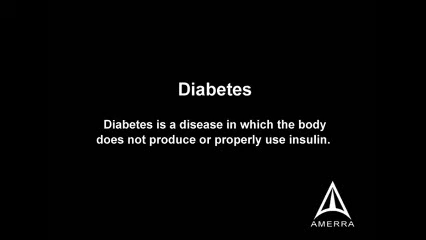 Diabetes
Diabetes is a disease in which the body
does not produce or properly use insulin.
AMERRA